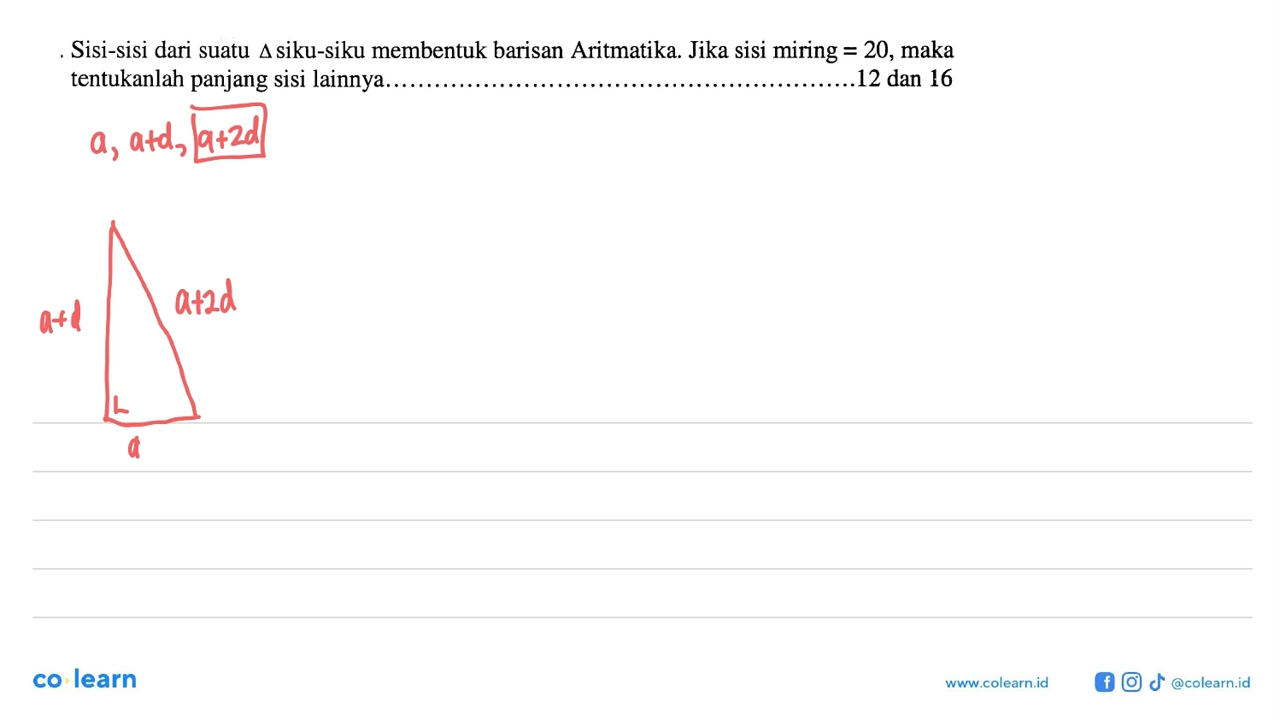 . Sisi-sisi dari suatu Δ siku-siku membentuk barisan Aritmatika. Jika sisi miring = 20, maka
tentukanlah panjang sisi lainnya..........................................................12 dan 16
a, a+d, a+2d
a+2d
a+d
a
co learn
www.colearn.id
@colearn.id